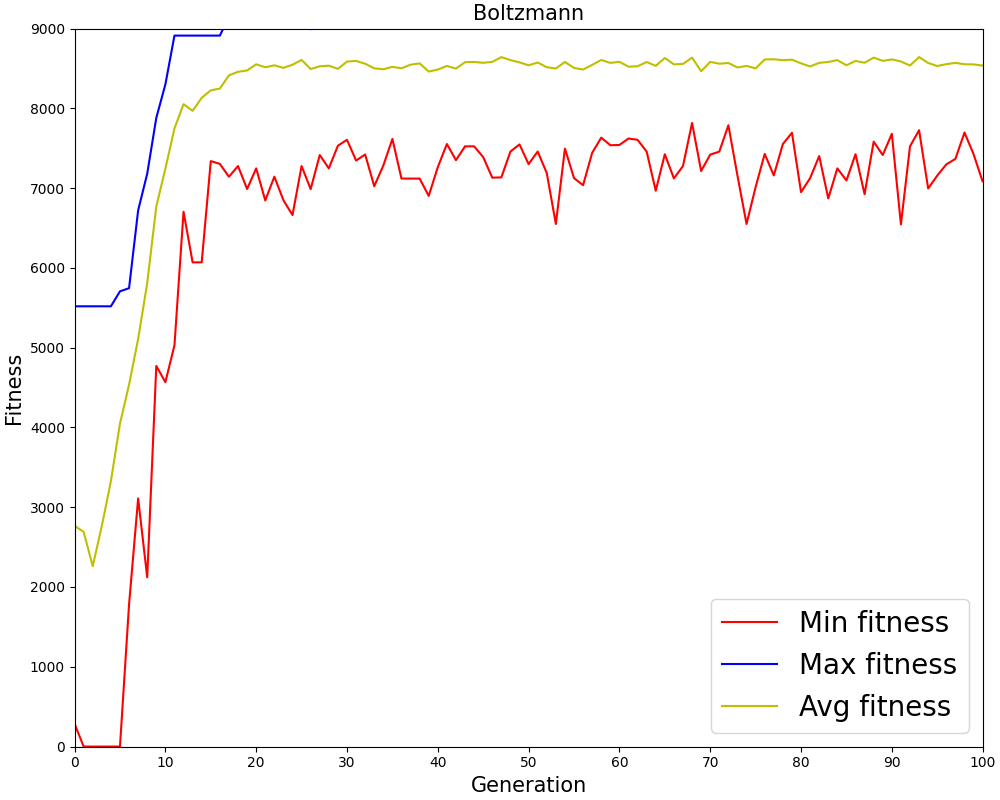 Boltzmann
9000
8000
7000
6000
5000
4000
3000
2000
1000
0
Fitness
Min fitness
Max fitness
Avg fitness
0 10 20 30 40 50 60 70 80 90 100
Generation